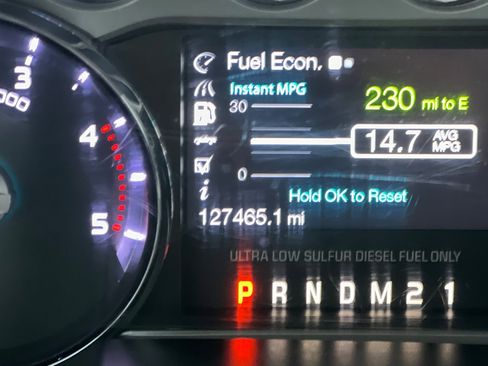 Fuel Econ.
Instant MPG
30
230 mi to E
14.7 AVG MPG
0
Hold OK to Reset
127465.1 mi
ULTRA LOW SULFUR DIESEL FUEL ONLY
P R N D M 2 1
3
000
4
5